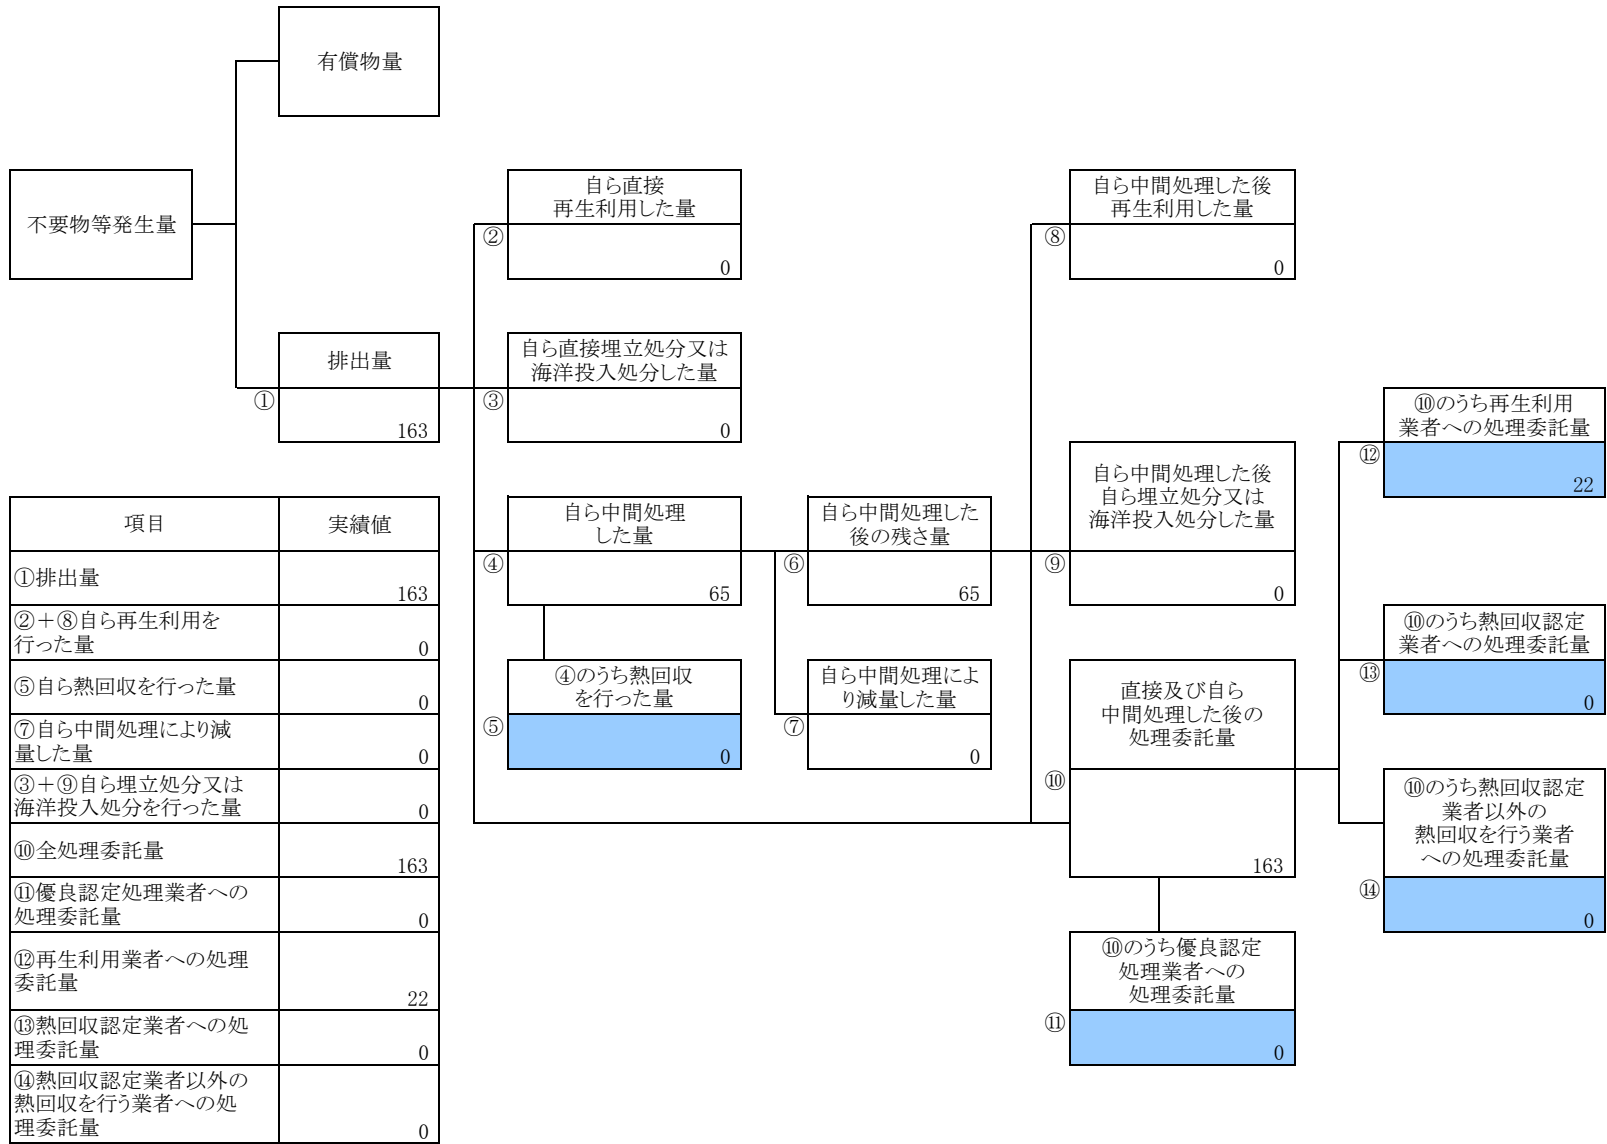 有償物量
不要物等発生量
自ら直接
再生利用した量
②
0
自ら中間処理した後
再生利用した量
⑧
0
排出量
①
163
自ら直接埋立処分又は
海洋投入処分した量
③
0
⑩のうち再生利用
業者への処理委託量
⑫
22
自ら中間処理
した量
④
65
自ら中間処理した
後の残さ量
⑥
65
自ら中間処理した後
自ら埋立処分又は
海洋投入処分した量
⑨
0
⑩のうち熱回収認定
業者への処理委託量
⑬
0
④のうち熱回収
を行った量
⑤
0
自ら中間処理によ
り減量した量
⑦
0
直接及び自ら
中間処理した後の
処理委託量
⑩
163
⑩のうち熱回収認定
業者以外の
熱回収を行う業者
への処理委託量
⑭
0
⑩のうち優良認定
処理業者への
処理委託量
⑪
0
項目 実績値
①排出量
163
②＋⑧自ら再生利用を
行った量
0
⑤自ら熱回収を行った量
0
⑦自ら中間処理により減
量した量
0
③＋⑨自ら埋立処分又は
海洋投入処分を行った量
0
⑩全処理委託量
163
⑪優良認定処理業者への
処理委託量
0
⑫再生利用業者への処理
委託量
22
⑬熱回収認定業者への処
理委託量
0
⑭熱回収認定業者以外の
熱回収を行う業者への処
理委託量
0